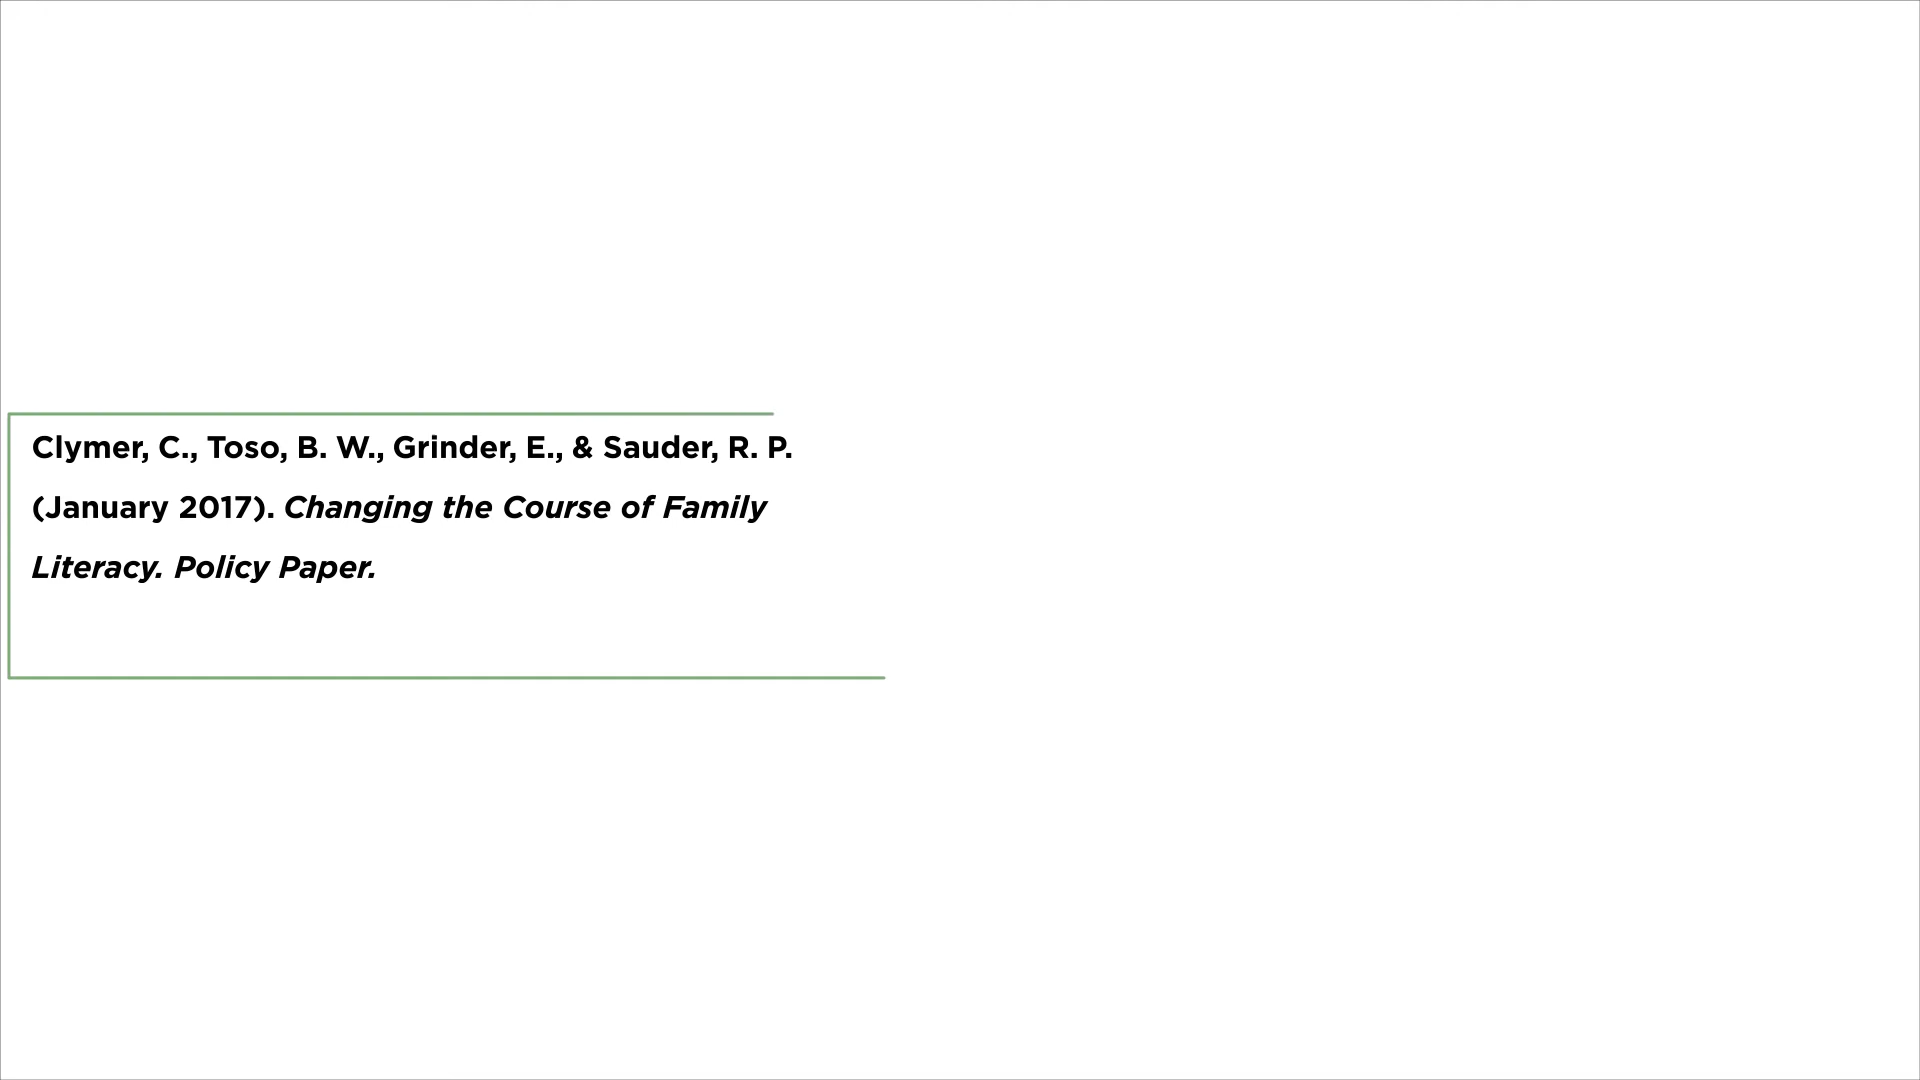 Clymer, C., Toso, B. W., Grinder, E., & Sauder, R. P.
(January 2017). Changing the Course of Family
Literacy. Policy Paper.